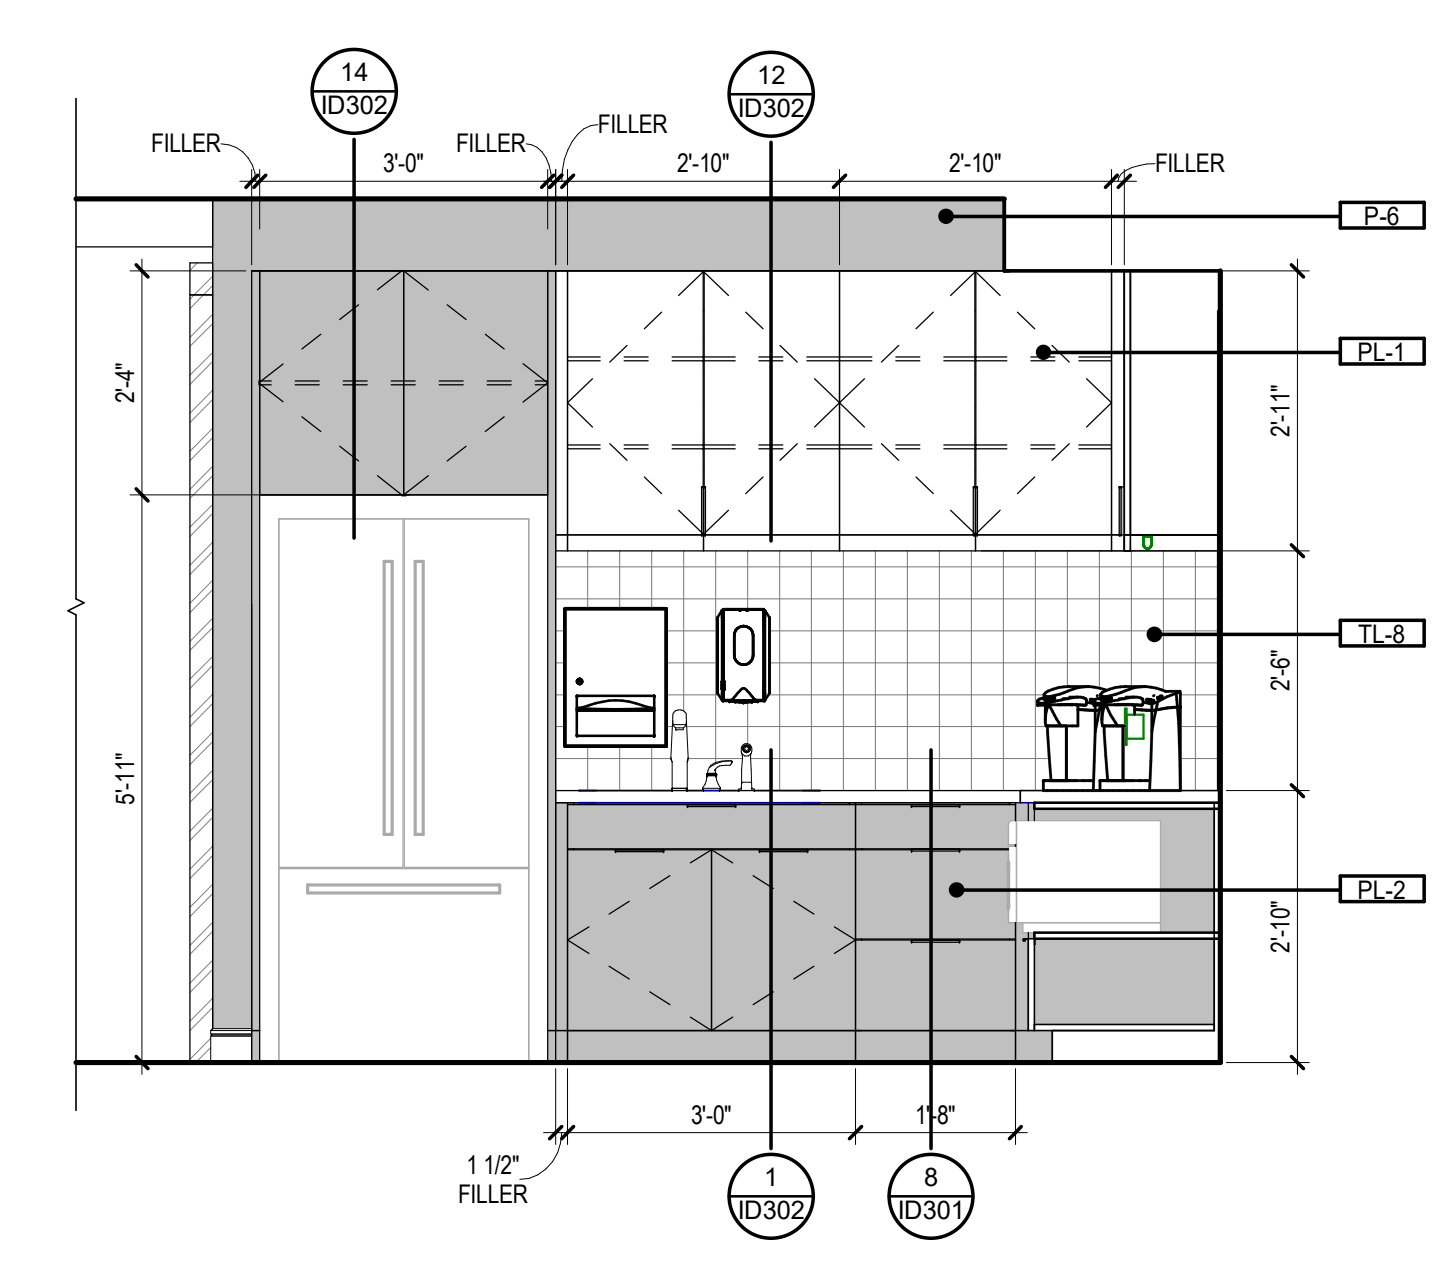 14
ID302
12
ID302
FILLER
FILLER
FILLER
FILLER
3'-0"
2'-10"
2'-10"
P-6
PL-1
2'-4"
2'-11"
TL-8
2'-6"
5'-11"
PL-2
2'-10"
3'-0"
1'-8"
1 1/2"
FILLER
1
ID302
8
ID301